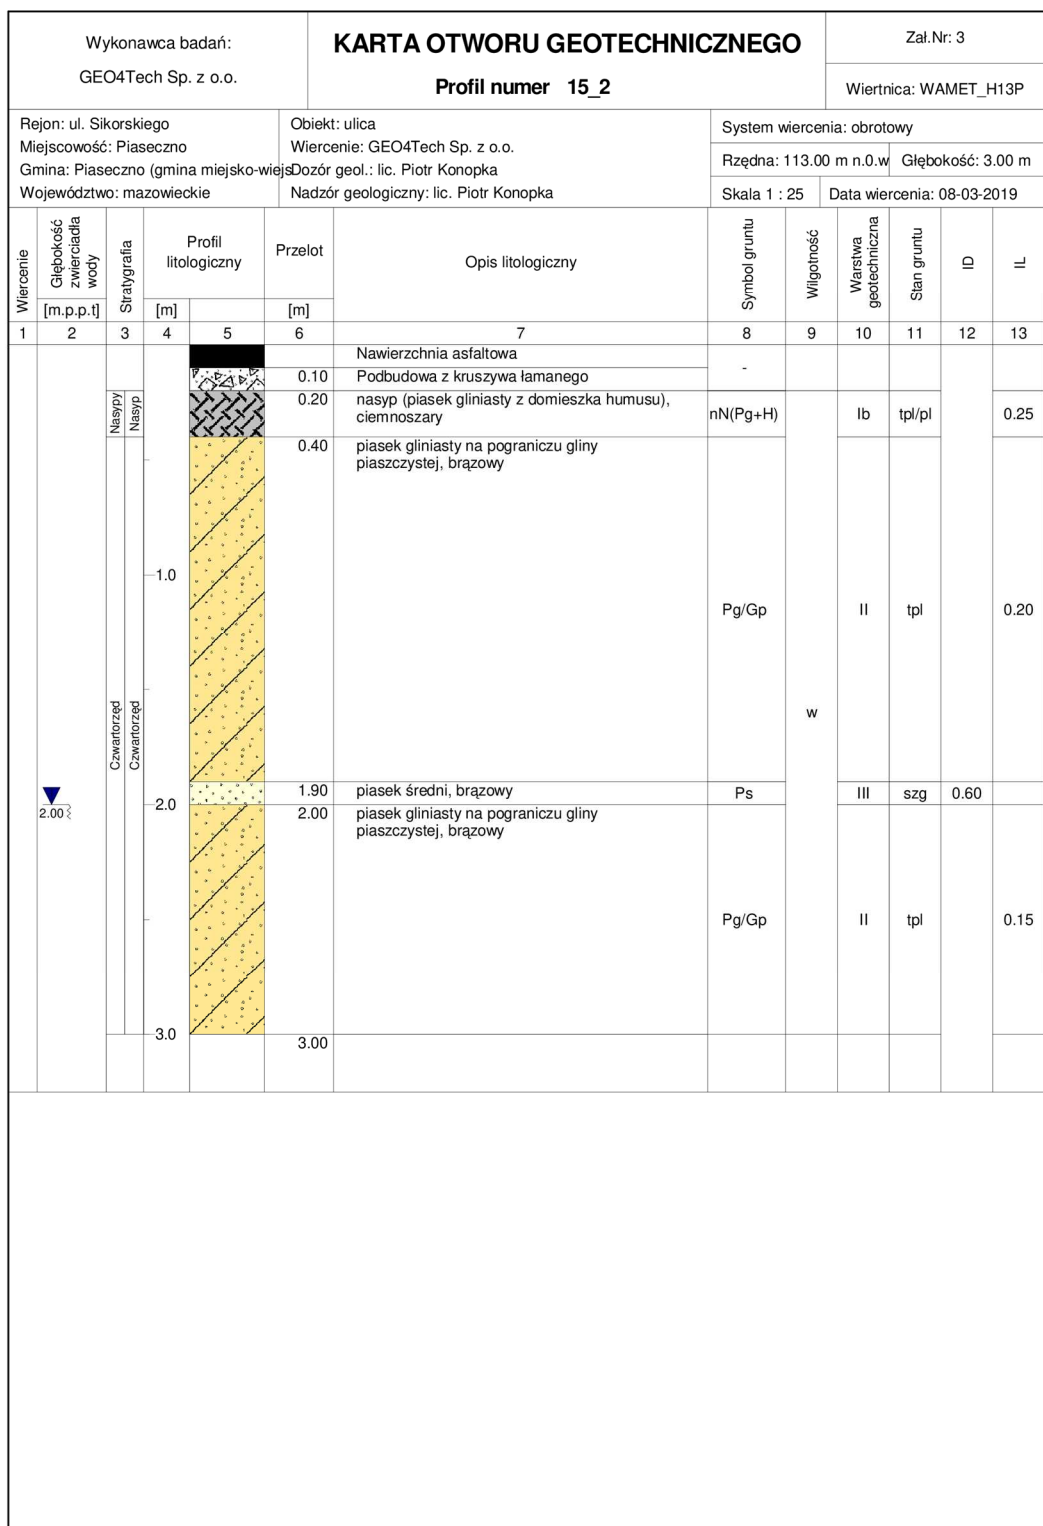 Wykonawca badań:
GEO4Tech Sp. z o.o.
KARTA OTWORU GEOTECHNICZNEGO
Profil numer 15_2
Zał.Nr: 3
Wiertnica: WAMET_H13P
Rejon: ul. Sikorskiego
Miejscowość: Piaseczno
Gmina: Piaseczno (gmina miejsko-wiejs
Województwo: mazowieckie
Obiekt: ulica
Wiercenie: GEO4Tech Sp. z o.o.
Dozór geol.: lic. Piotr Konopka
Nadzór geologiczny: lic. Piotr Konopka
System wiercenia: obrotowy
Rzędna: 113.00 m n.0.w
Głębokość: 3.00 m
Skala 1 : 25
Data wiercenia: 08-03-2019
Wiercenie
Głębokość
zwierciadła
wody
[m.p.p.t]
Stratygrafia
Profil
litologiczny
[m]
Przelot
[m]
Opis litologiczny
Symbol gruntu
Wilgotność
Warstwa
geotechniczna
Stan gruntu
ID
IL
1 2 3 4 5 6 7 8 9 10 11 12 13
Nawierzchnia asfaltowa
-
0.10 Podbudowa z kruszywa łamanego
Nasypy
Nasyp
0.20 nasyp (piasek gliniasty z domieszka humusu),
ciemnoszary
nN(Pg+H) Ib tpl/pl 0.25
0.40 piasek gliniasty na pograniczu gliny
piaszczystej, brązowy
1.0
Pg/Gp II tpl 0.20
Czwartorzęd
Czwartorzęd
w
1.90 piasek średni, brązowy Ps III szg 0.60
2.00
2.0
2.00 piasek gliniasty na pograniczu gliny
piaszczystej, brązowy
Pg/Gp II tpl 0.15
3.0
3.00